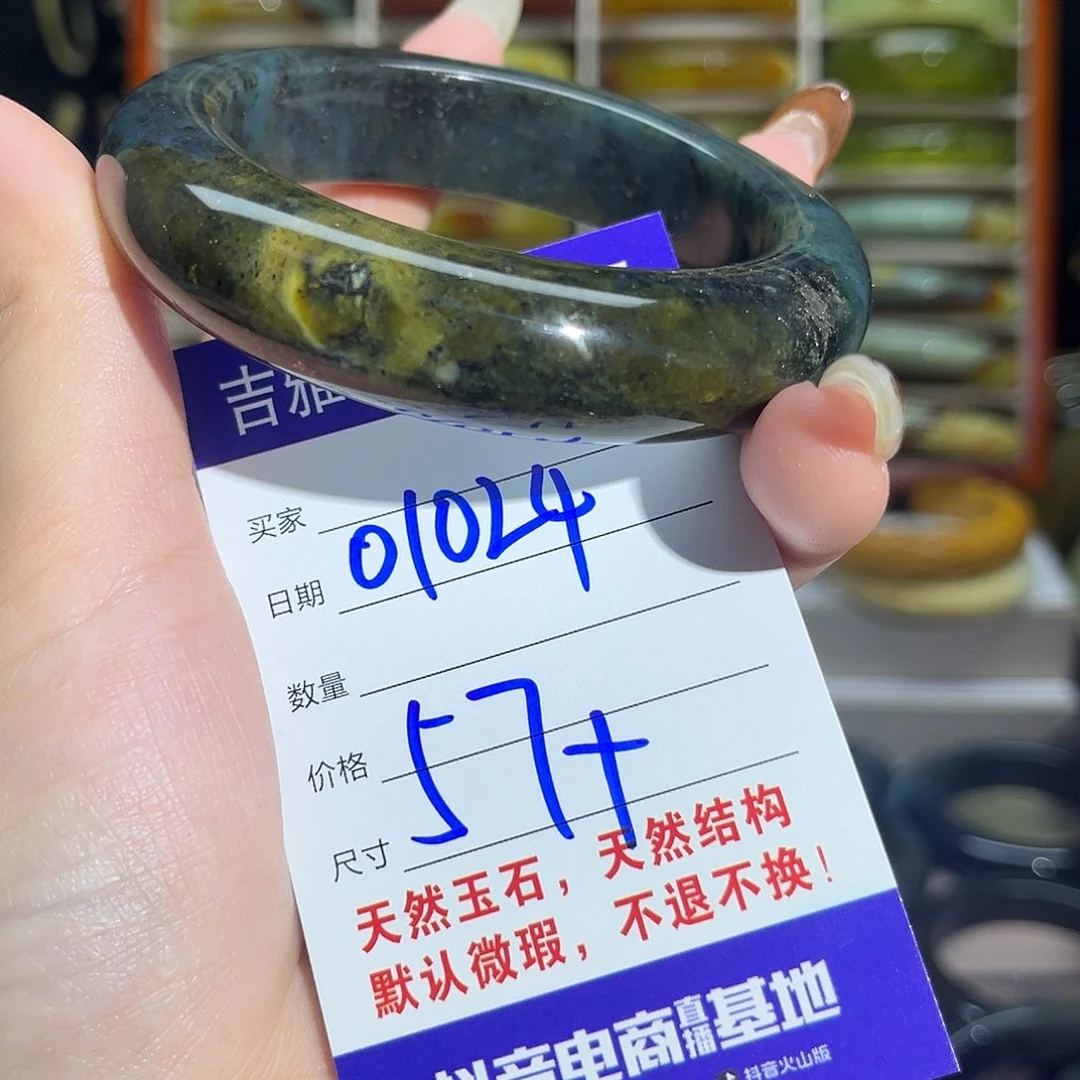 吉雅
买家
01024
日期
数量
价格
57+
尺寸
天然玉石，天然结构
默认微瑕，不退不换！
抖音电商直播基地
抖音火山版